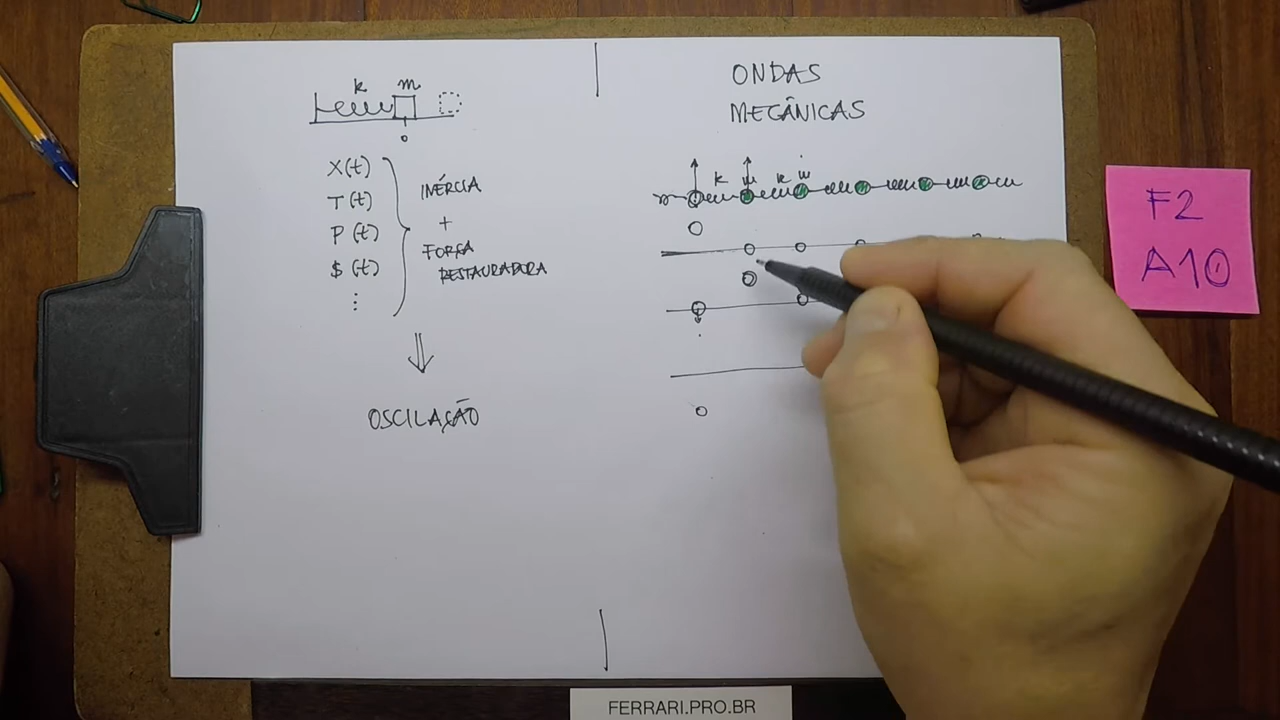 k m
o
X(t)
T(t)
P(t)
$(t)
⋮
INÉRCIA
+
FORÇA
RESTAURADORA
⇓
OSCILAÇÃO
ONDAS
MECÂNICAS
k m k m
F2
A10
FERRARI.PRO.BR